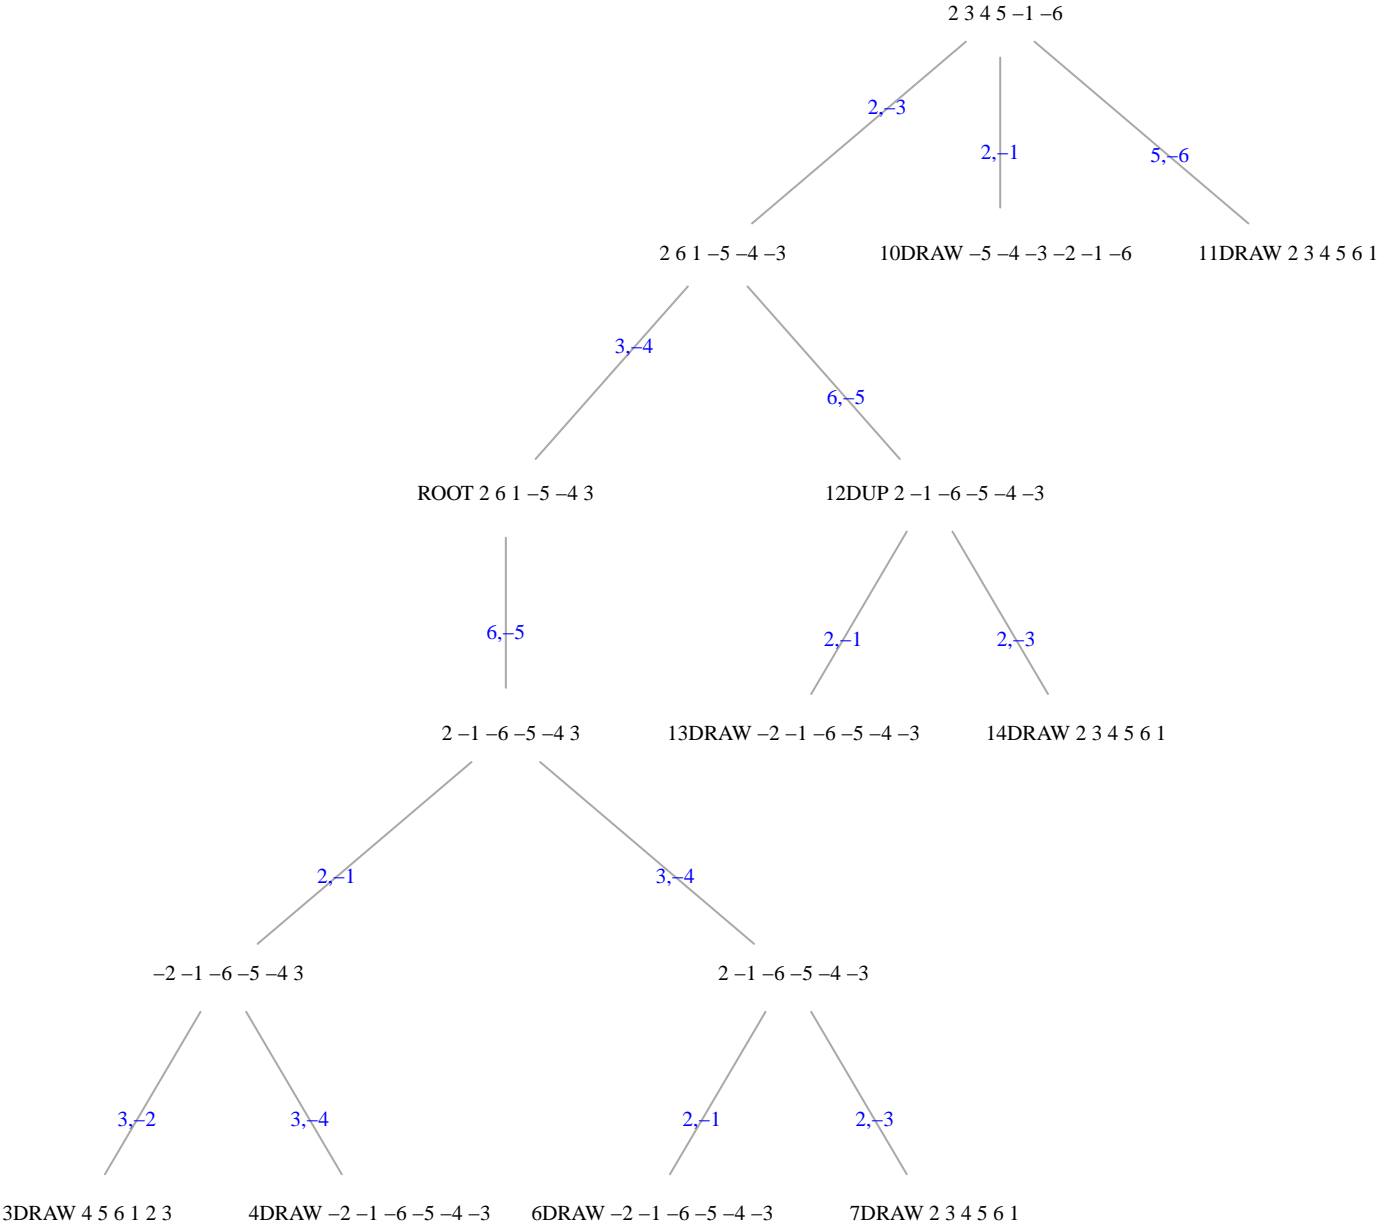 2 3 4 5 –1 –6
2,–3
2,–1
5,–6
2 6 1 –5 –4 –3
10DRAW –5 –4 –3 –2 –1 –6
11DRAW 2 3 4 5 6 1
3,–4
6,–5
ROOT 2 6 1 –5 –4 3
12DUP 2 –1 –6 –5 –4 –3
6,–5
2,–1
2,–3
2 –1 –6 –5 –4 3
13DRAW –2 –1 –6 –5 –4 –3
14DRAW 2 3 4 5 6 1
2,–1
3,–4
–2 –1 –6 –5 –4 3
2 –1 –6 –5 –4 –3
3,–2
3,–4
2,–1
2,–3
3DRAW 4 5 6 1 2 3
4DRAW –2 –1 –6 –5 –4 –3
6DRAW –2 –1 –6 –5 –4 –3
7DRAW 2 3 4 5 6 1